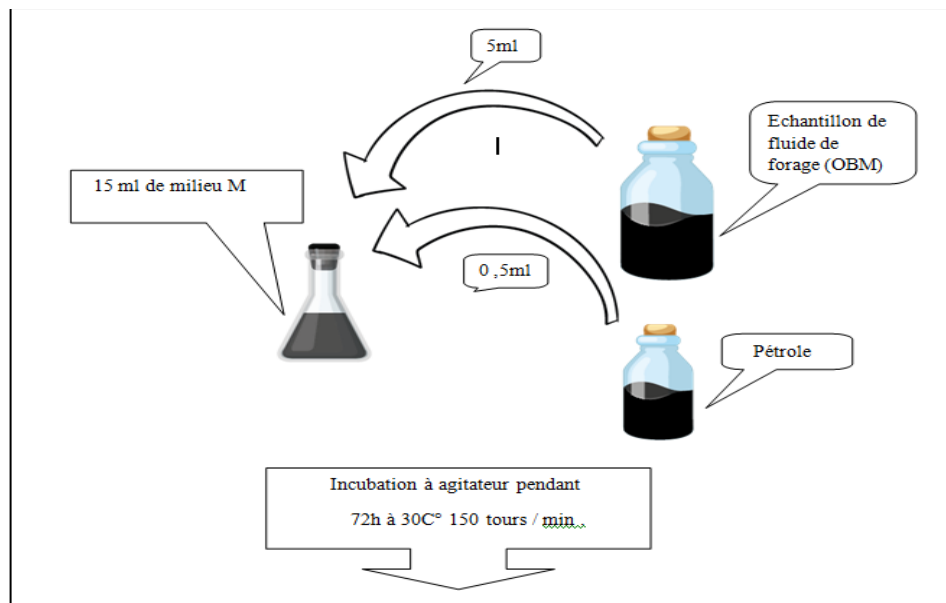 5ml
I
Echantillon de
fluide de
forage (OBM)
15 ml de milieu M
0 ,5ml
Pétrole
Incubation à agitateur pendant
72h à 30C° 150 tours / min .,